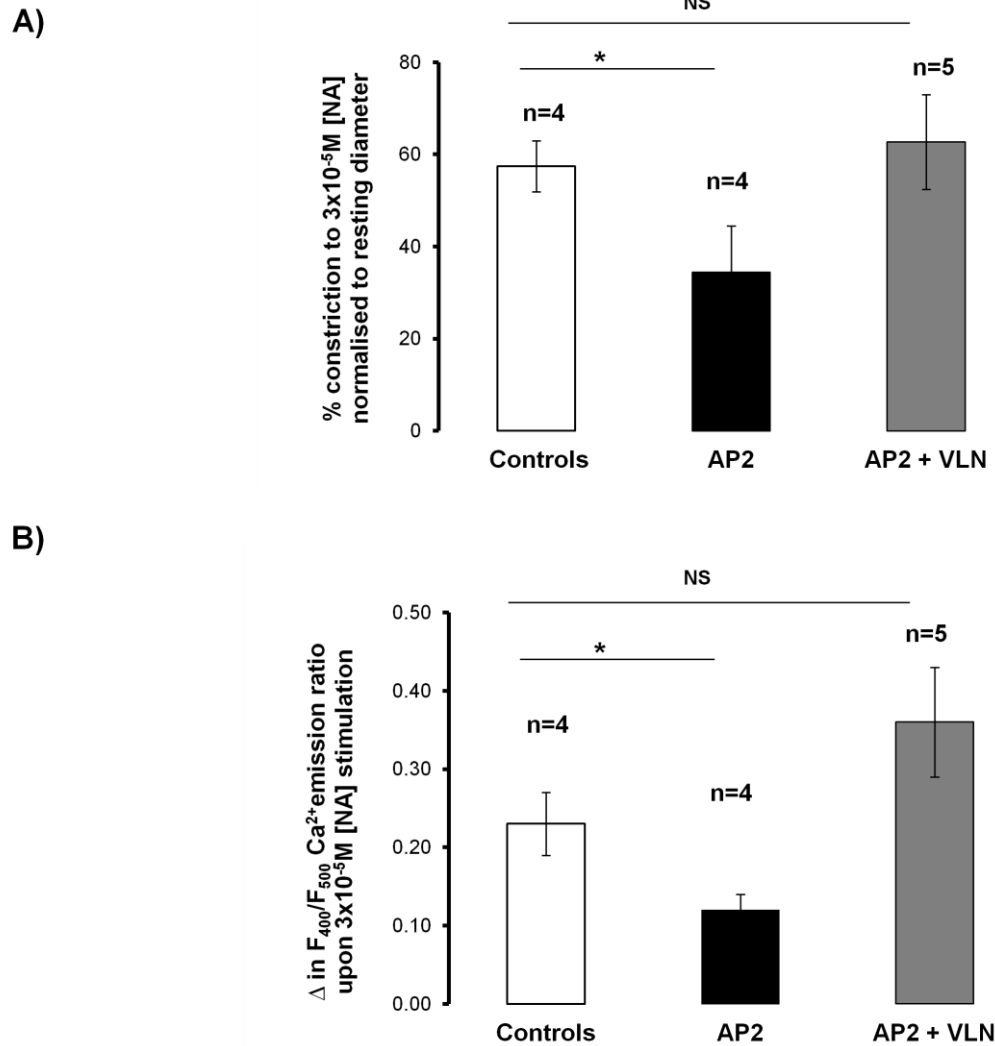 A)
NS
*
80
60
40
20
0
% constriction to 3x10⁻⁵M [NA]
normalised to resting diameter
n=4
n=4
n=5
Controls AP2 AP2 + VLN
B)
NS
*
0.50
0.40
0.30
0.20
0.10
0.00
Δ in F₄₀₀/F₅₀₀ Ca²⁺emission ratio
upon 3x10⁻⁵M [NA] stimulation
n=4
n=4
n=5
Controls AP2 AP2 + VLN